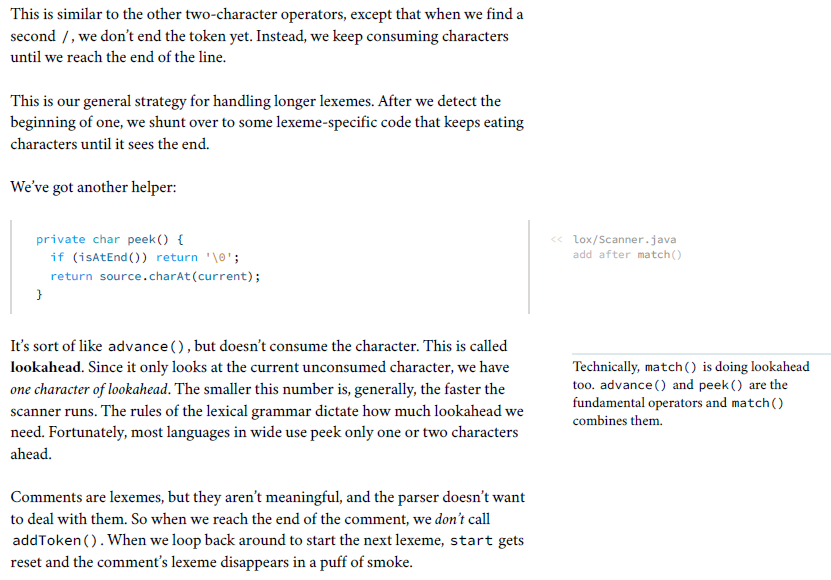 This is similar to the other two-character operators, except that when we find a
second /, we don’t end the token yet. Instead, we keep consuming characters
until we reach the end of the line.
This is our general strategy for handling longer lexemes. After we detect the
beginning of one, we shunt over to some lexeme-specific code that keeps eating
characters until it sees the end.
We’ve got another helper:
private char peek() {
if (isAtEnd()) return '\0';
return source.charAt(current);
}
<< lox/Scanner.java
add after match()
It’s sort of like advance(), but doesn’t consume the character. This is called
lookahead. Since it only looks at the current unconsumed character, we have
one character of lookahead. The smaller this number is, generally, the faster the
scanner runs. The rules of the lexical grammar dictate how much lookahead we
need. Fortunately, most languages in wide use peek only one or two characters
ahead.
Technically, match() is doing lookahead
too. advance() and peek() are the
fundamental operators and match()
combines them.
Comments are lexemes, but they aren’t meaningful, and the parser doesn’t want
to deal with them. So when we reach the end of the comment, we don’t call
addToken(). When we loop back around to start the next lexeme, start gets
reset and the comment’s lexeme disappears in a puff of smoke.